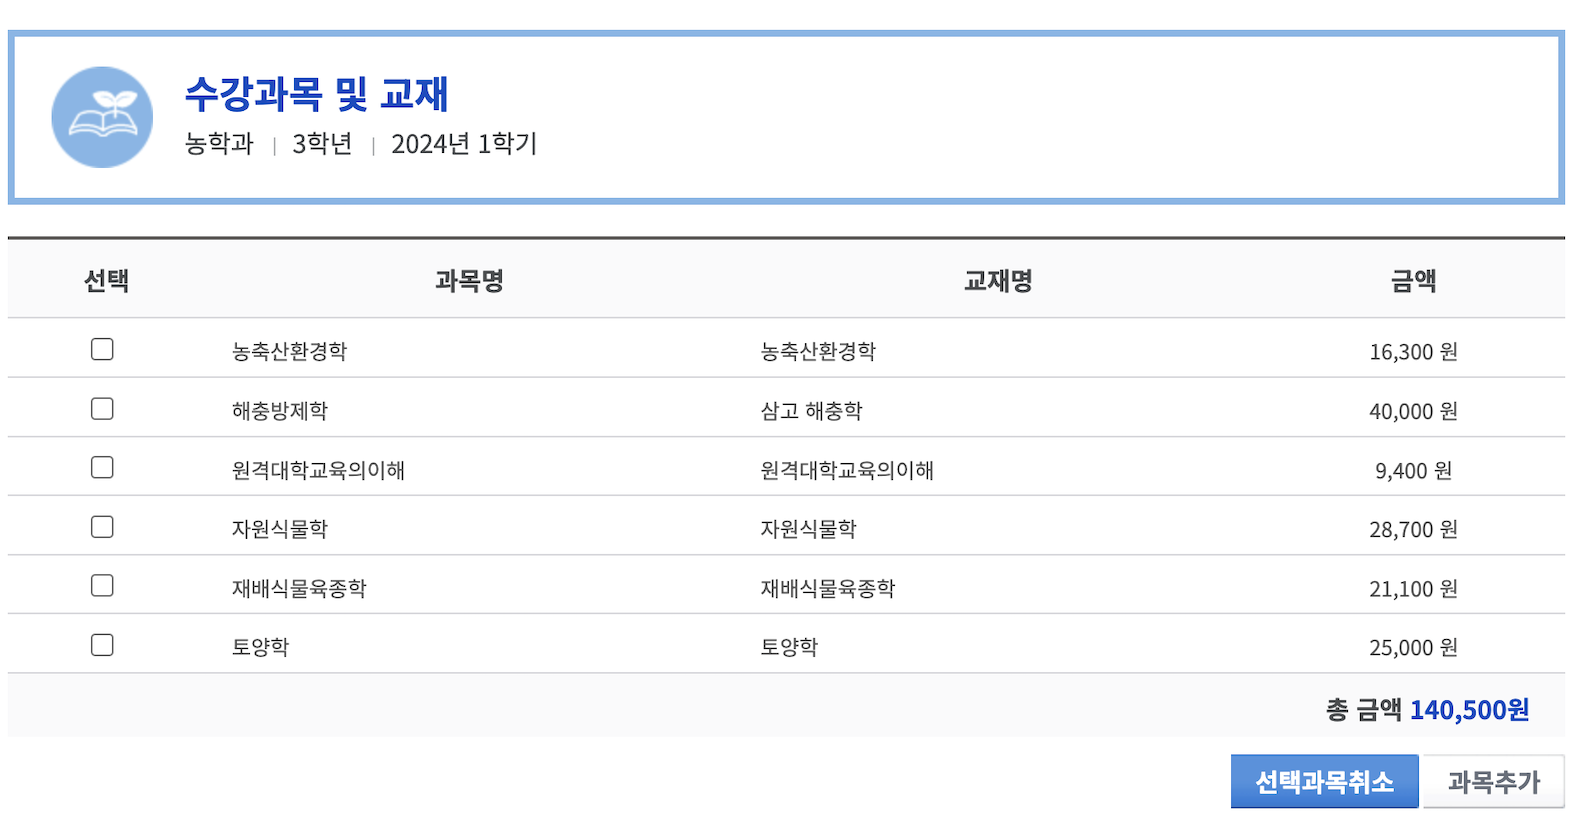 수강과목 및 교재
농학과 | 3학년 | 2024년 1학기
선택 과목명 교재명 금액
농축산환경학 농축산환경학 16,300 원
해충방제학 삼고 해충학 40,000 원
원격대학교육의이해 원격대학교육의이해 9,400 원
자원식물학 자원식물학 28,700 원
재배식물육종학 재배식물육종학 21,100 원
토양학 토양학 25,000 원
총 금액 140,500원
선택과목취소 과목추가